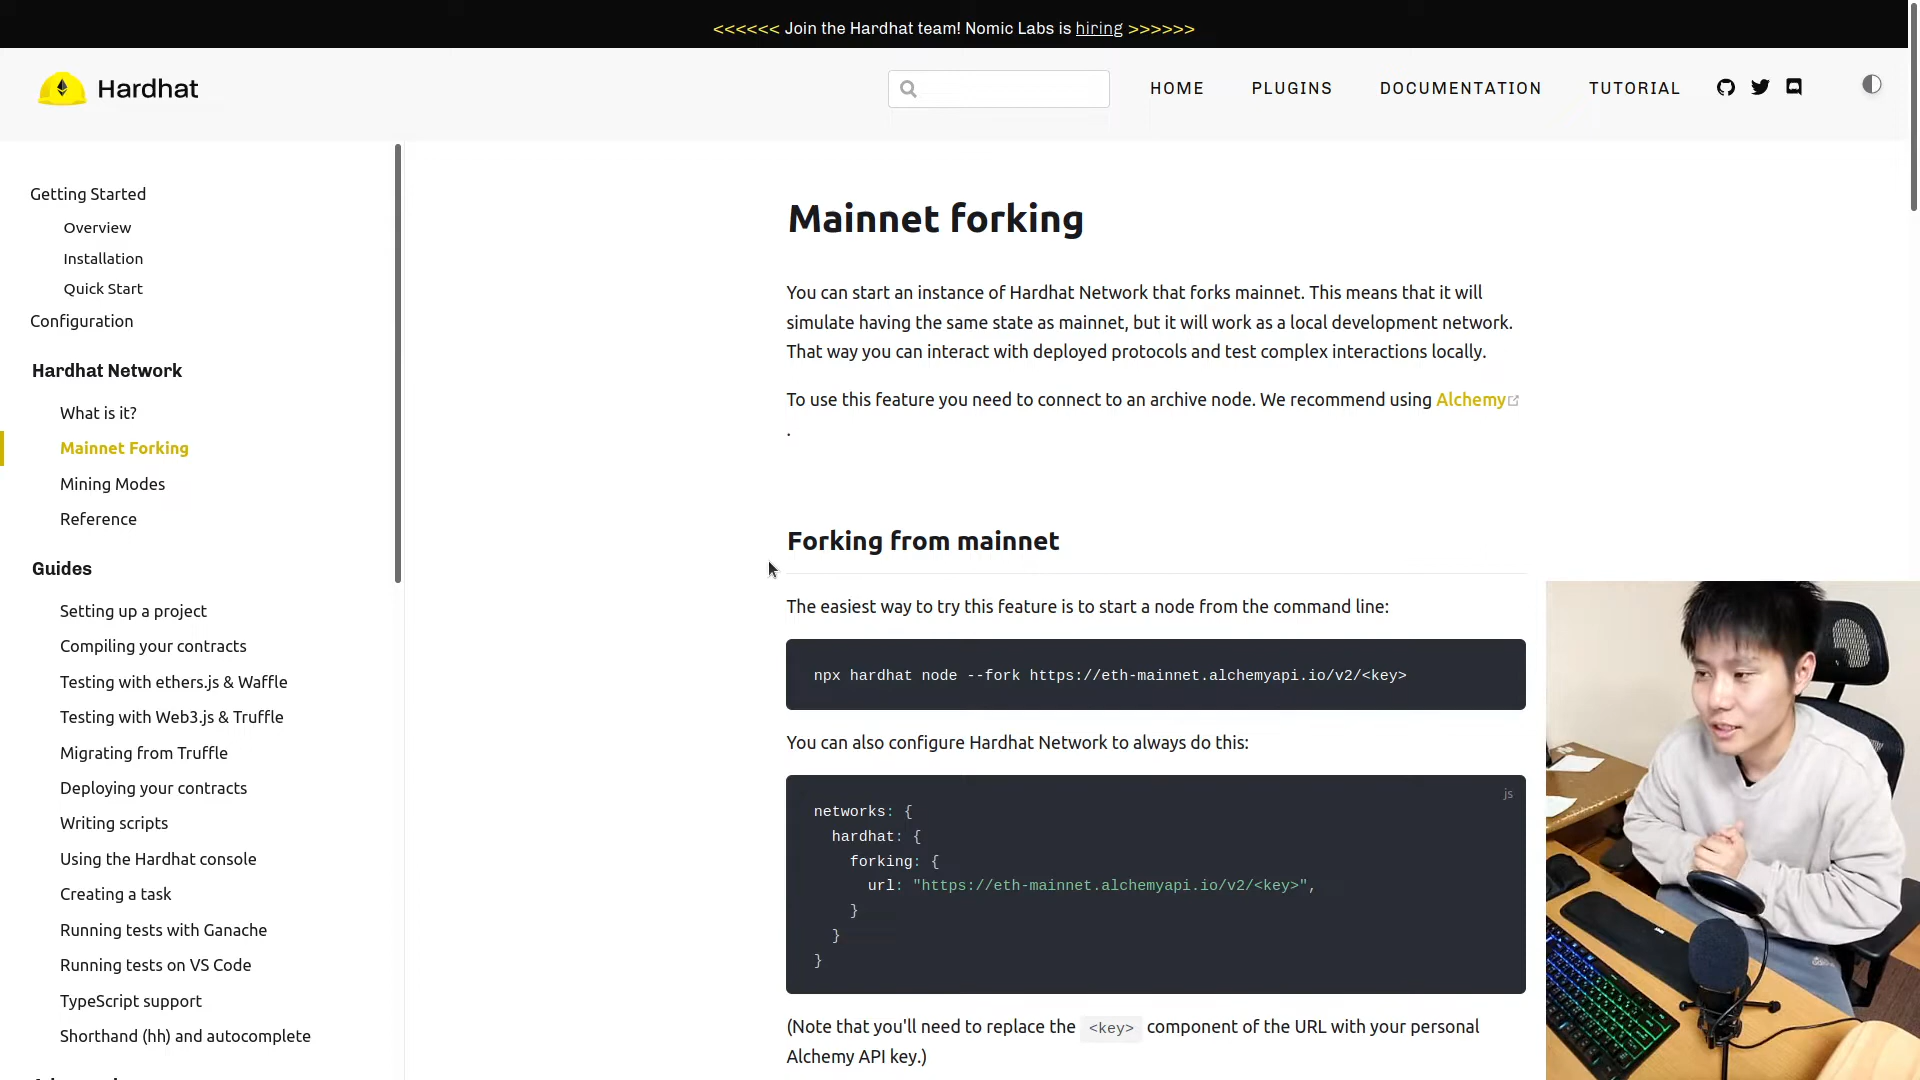 <<<<<< Join the Hardhat team! Nomic Labs is hiring >>>>>>
Hardhat
HOME
PLUGINS
DOCUMENTATION
TUTORIAL
Getting Started
Overview
Installation
Quick Start
Configuration
Hardhat Network
What is it?
Mainnet Forking
Mining Modes
Reference
Guides
Setting up a project
Compiling your contracts
Testing with ethers.js & Waffle
Testing with Web3.js & Truffle
Migrating from Truffle
Deploying your contracts
Writing scripts
Using the Hardhat console
Creating a task
Running tests with Ganache
Running tests on VS Code
TypeScript support
Shorthand (hh) and autocomplete
Mainnet forking
You can start an instance of Hardhat Network that forks mainnet. This means that it will
simulate having the same state as mainnet, but it will work as a local development network.
That way you can interact with deployed protocols and test complex interactions locally.
To use this feature you need to connect to an archive node. We recommend using Alchemy
.
Forking from mainnet
The easiest way to try this feature is to start a node from the command line:
npx hardhat node --fork https://eth-mainnet.alchemyapi.io/v2/<key>
You can also configure Hardhat Network to always do this:
js
networks: {
hardhat: {
forking: {
url: "https://eth-mainnet.alchemyapi.io/v2/<key>",
}
}
}
(Note that you'll need to replace the <key> component of the URL with your personal
Alchemy API key.)